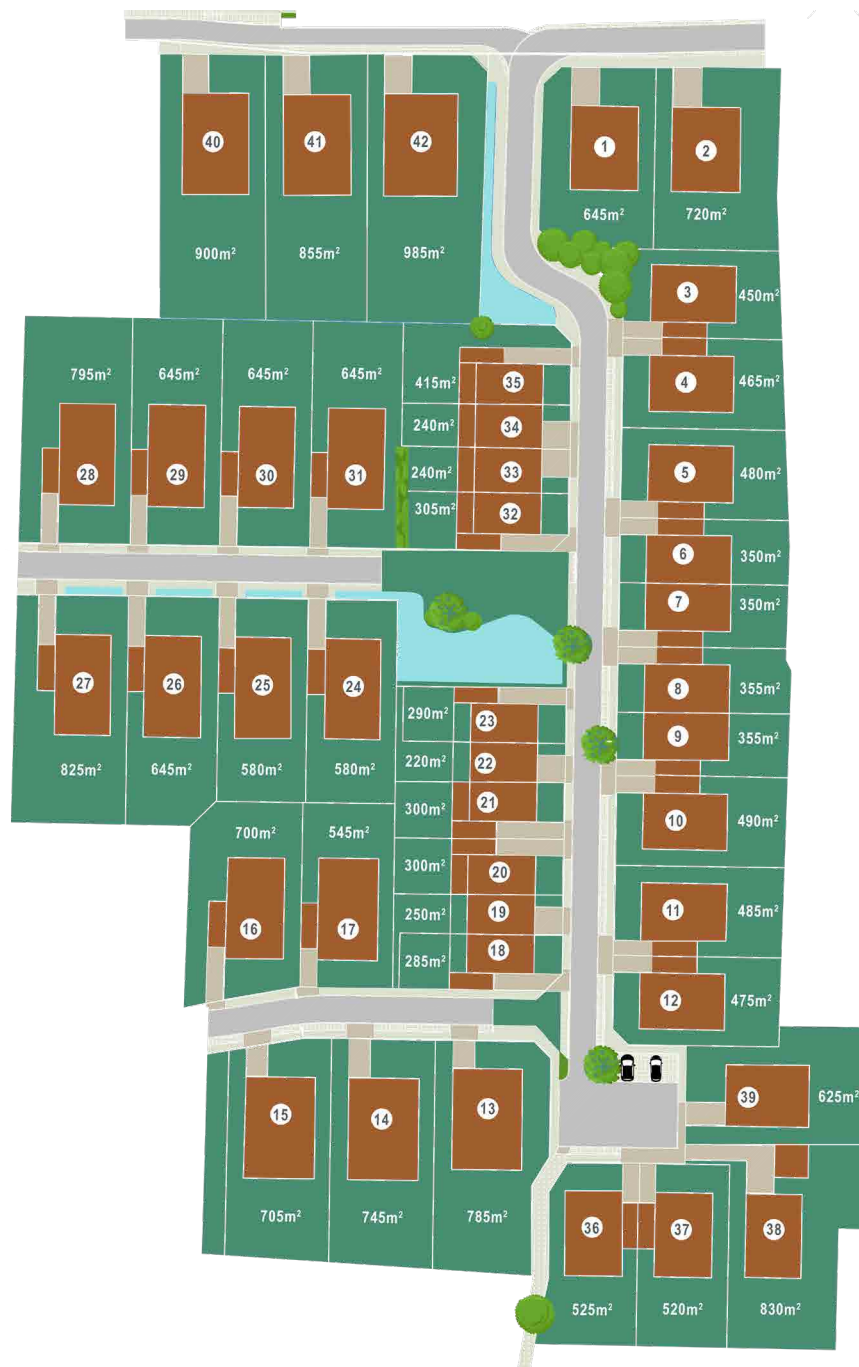 40
41
42
1
2
900m²
855m²
985m²
645m²
720m²
3
450m²
4
465m²
795m²
645m²
645m²
645m²
415m²
35
240m²
34
28
29
30
31
240m²
33
305m²
32
5
480m²
6
350m²
7
350m²
27
26
25
24
8
355m²
9
355m²
825m²
645m²
580m²
580m²
290m²
23
220m²
22
300m²
21
10
490m²
700m²
545m²
300m²
20
16
17
250m²
19
285m²
18
11
485m²
12
475m²
15
14
13
39
625m²
705m²
745m²
785m²
36
37
38
525m²
520m²
830m²